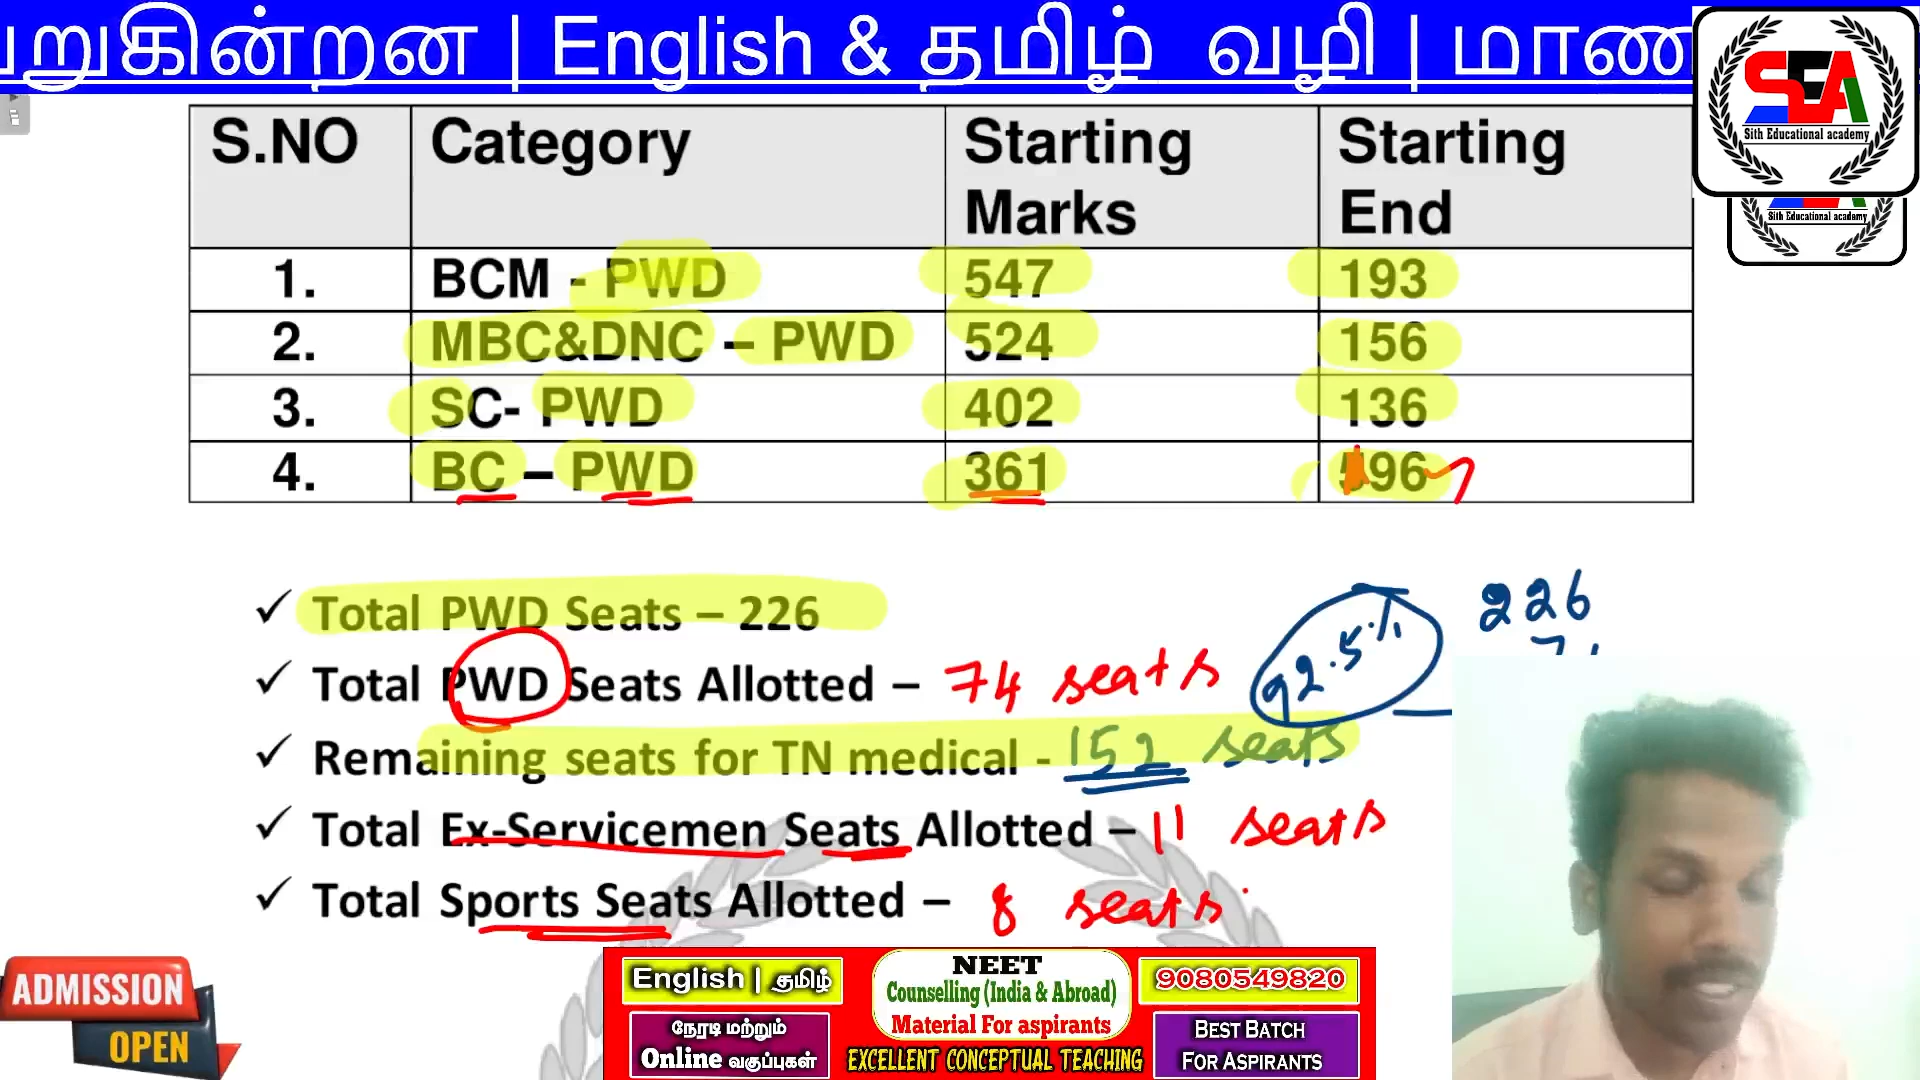 றுகின்றன | English & தமிழ் வழி | மாண
SEA
Sith Educational academy
Sith Educational academy
S.NO Category Starting Marks Starting End
1. BCM - PWD 547 193
2. MBC&DNC – PWD 524 156
3. SC- PWD 402 136
4. BC – PWD 361 96
✓ Total PWD Seats – 226
✓ Total PWD Seats Allotted – 74 seats 92.5% 226
✓ Remaining seats for TN medical - 152 seats
✓ Total Ex-Servicemen Seats Allotted – 11 seats
✓ Total Sports Seats Allotted – 8 seats
ADMISSION
OPEN
English | தமிழ்
நேரடி மற்றும்
Online வகுப்புகள்
NEET
Counselling (India & Abroad)
Material For aspirants
EXCELLENT CONCEPTUAL TEACHING
9080549820
BEST BATCH
FOR ASPIRANTS